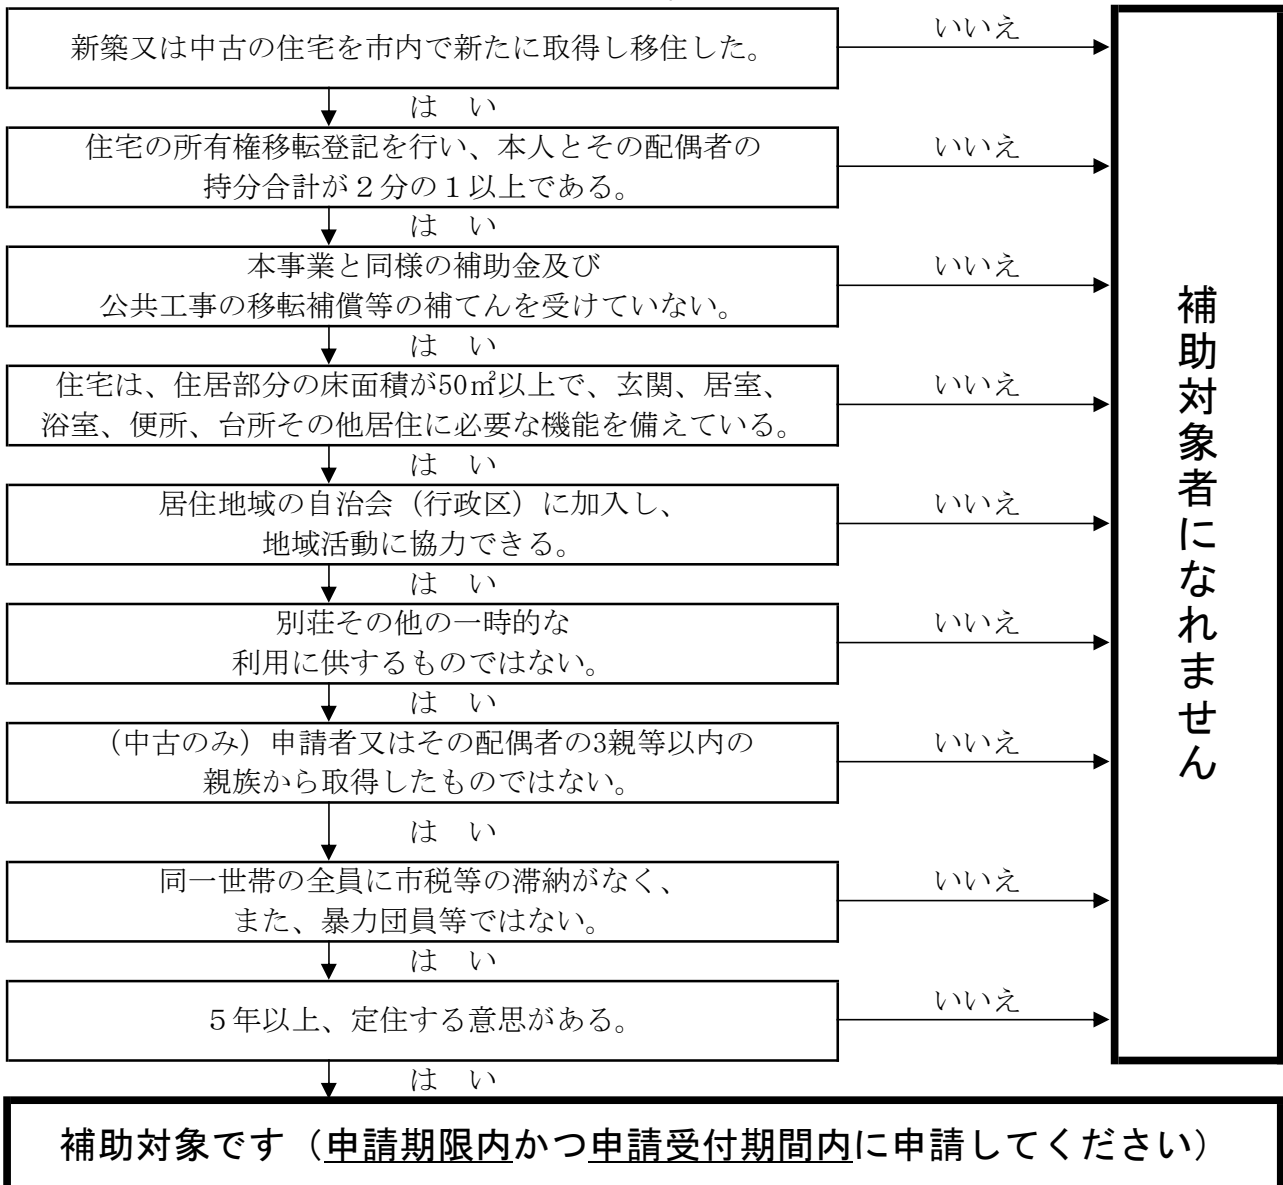 新築又は中古の住宅を市内で新たに取得し移住した。
いいえ
はい
住宅の所有権移転登記を行い、本人とその配偶者の
持分合計が２分の１以上である。
いいえ
はい
本事業と同様の補助金及び
公共工事の移転補償等の補てんを受けていない。
いいえ
はい
住宅は、住居部分の床面積が50㎡以上で、玄関、居室、
浴室、便所、台所その他居住に必要な機能を備えている。
いいえ
はい
居住地域の自治会（行政区）に加入し、
地域活動に協力できる。
いいえ
はい
別荘その他の一時的な
利用に供するものではない。
いいえ
はい
（中古のみ）申請者又はその配偶者の3親等以内の
親族から取得したものではない。
いいえ
はい
同一世帯の全員に市税等の滞納がなく、
また、暴力団員等ではない。
いいえ
はい
５年以上、定住する意思がある。
いいえ
はい
補助対象者になれません
補助対象です（申請期限内かつ申請受付期間内に申請してください）